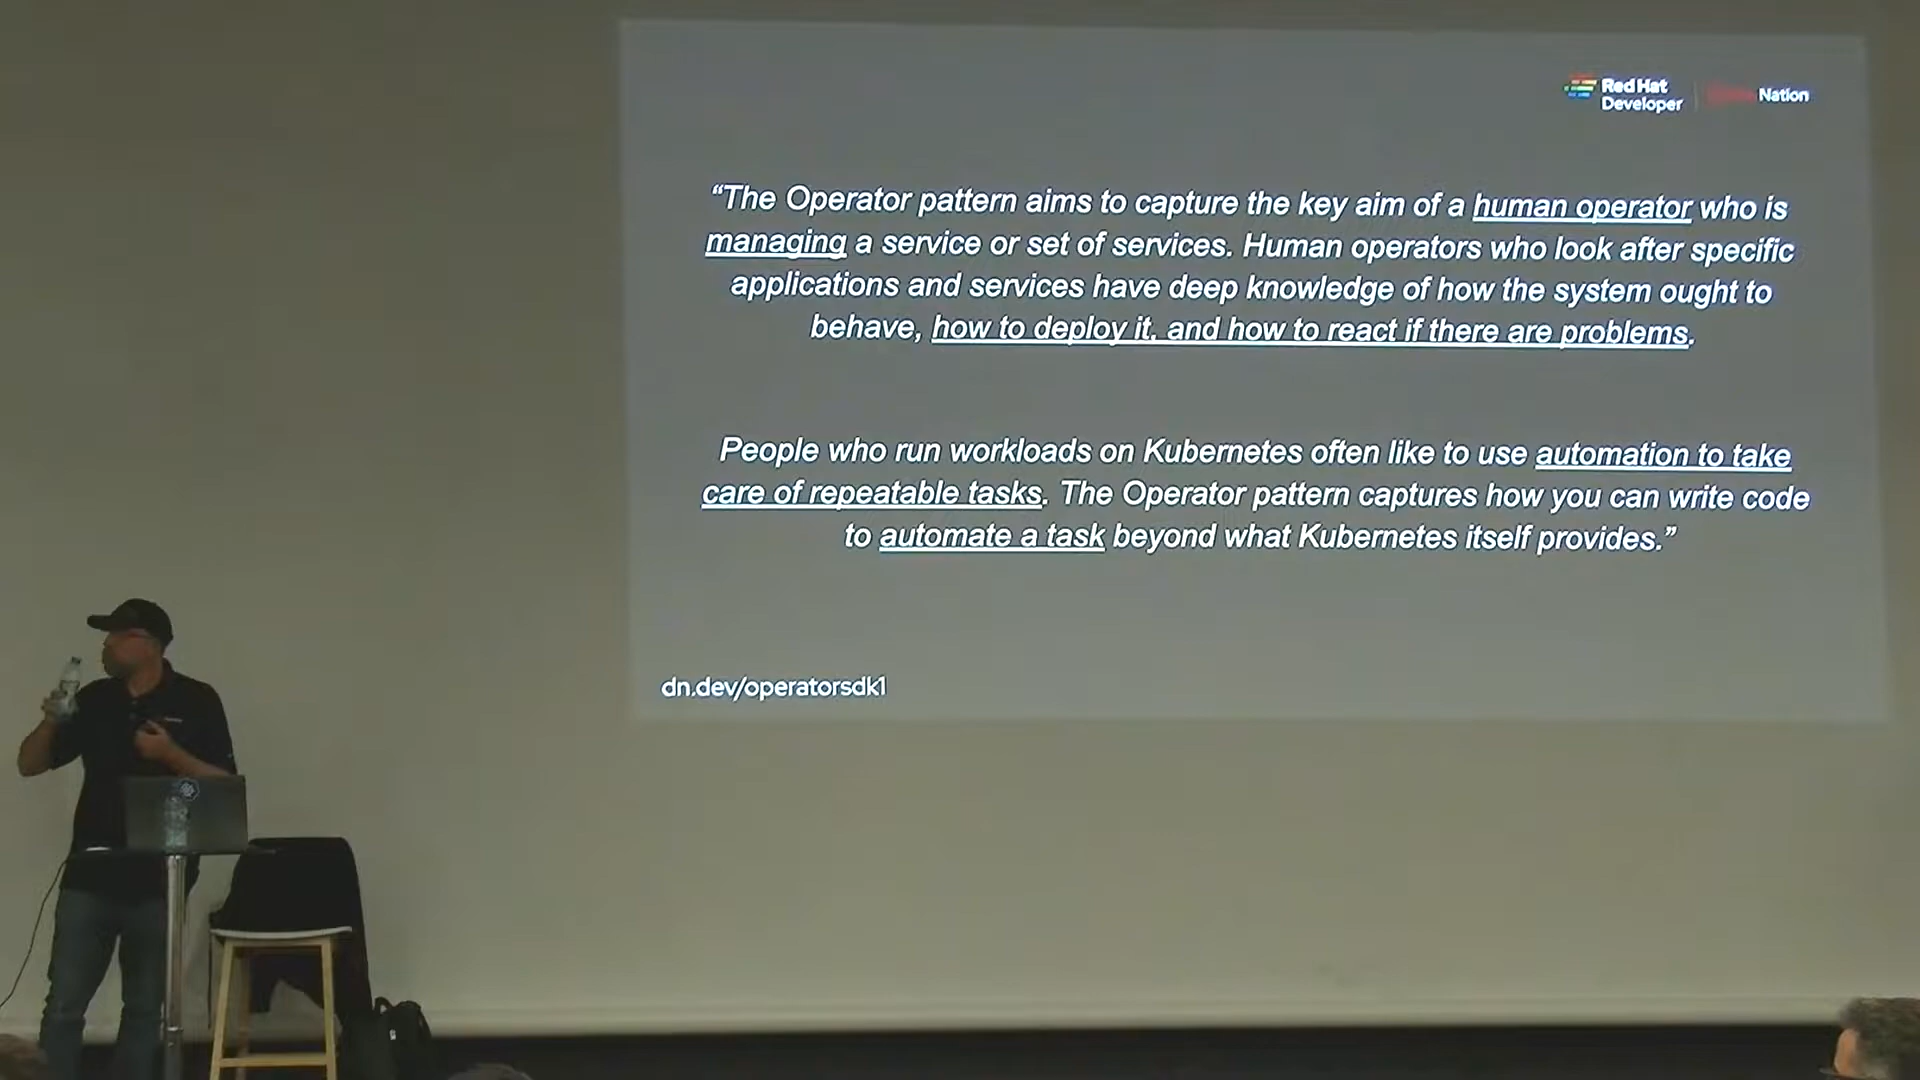 Red Hat
Developer
Nation
“The Operator pattern aims to capture the key aim of a human operator who is
managing a service or set of services. Human operators who look after specific
applications and services have deep knowledge of how the system ought to
behave, how to deploy it, and how to react if there are problems.
People who run workloads on Kubernetes often like to use automation to take
care of repeatable tasks. The Operator pattern captures how you can write code
to automate a task beyond what Kubernetes itself provides.”
dn.dev/operatorsdk1